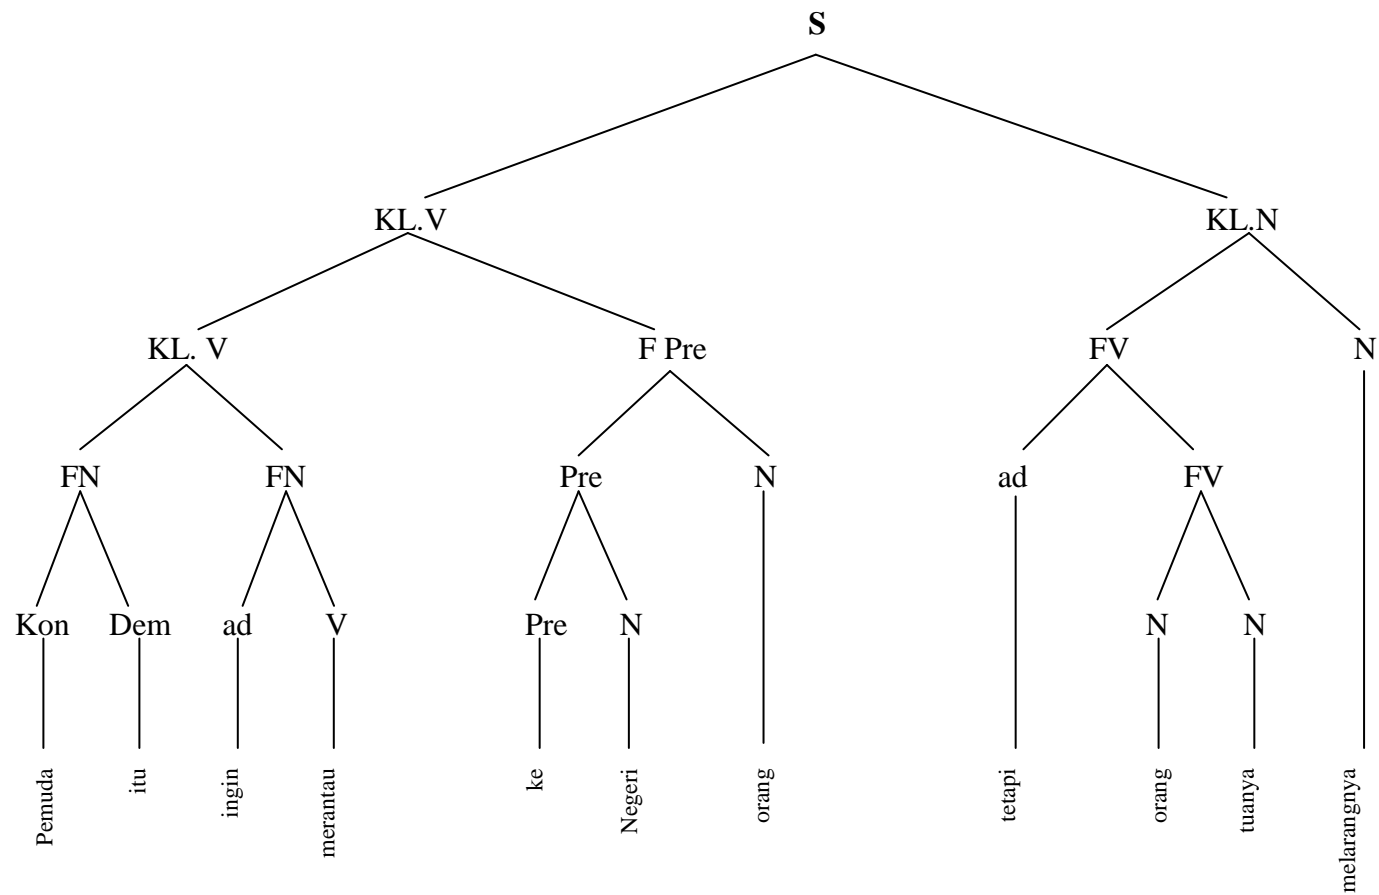 S
KL.V KL.N
KL. V F Pre FV N
FN FN Pre N ad FV
Kon Dem ad V Pre N N N
Pemuda itu ingin merantau ke Negeri orang tetapi orang tuanya melarangnya